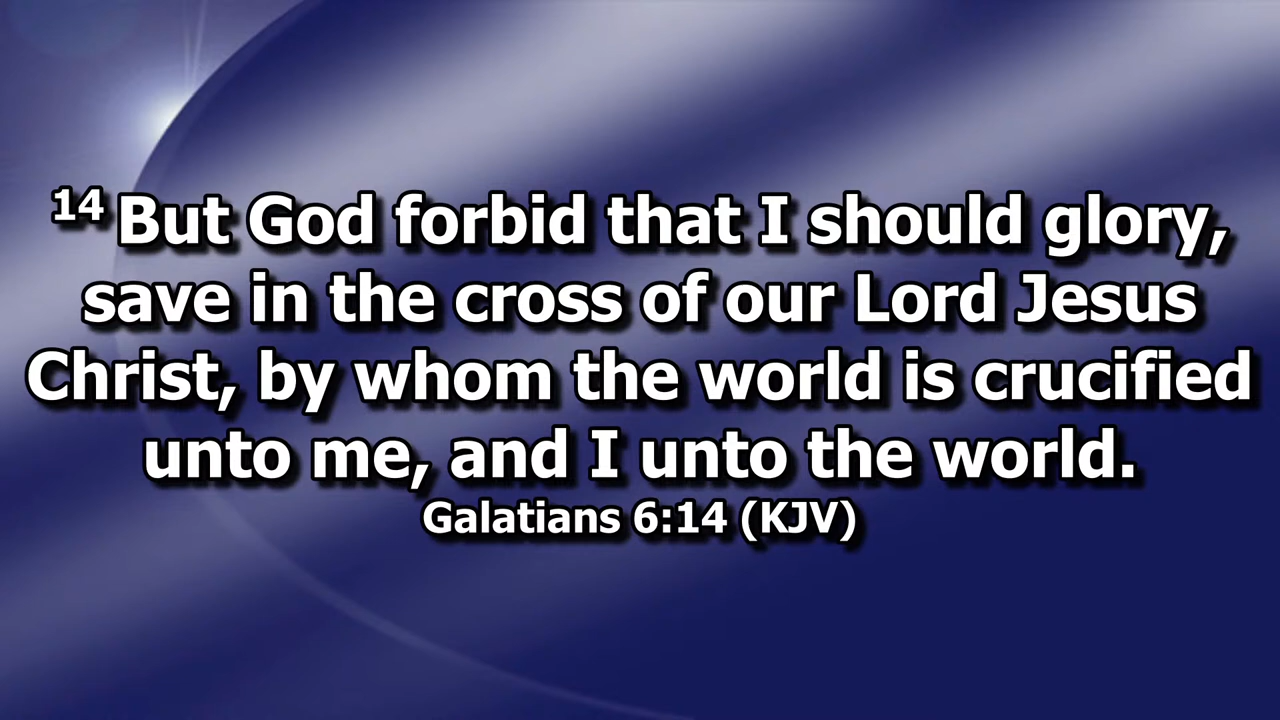 14 But God forbid that I should glory,
save in the cross of our Lord Jesus
Christ, by whom the world is crucified
unto me, and I unto the world.
Galatians 6:14 (KJV)